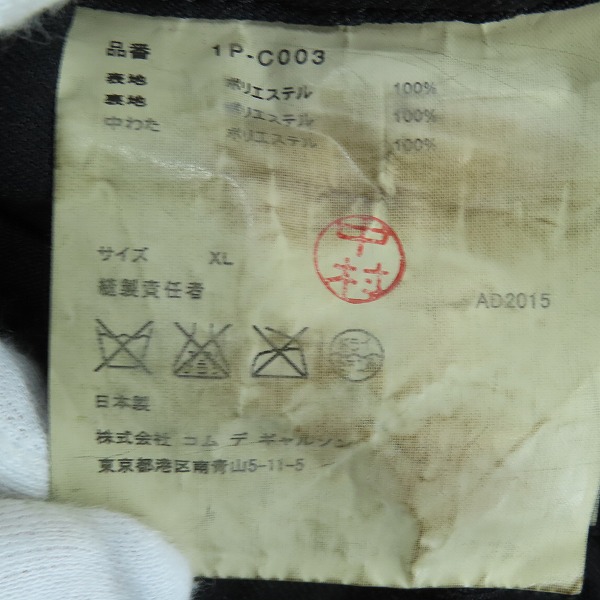 品番 1P-C003
表地 ポリエステル 100%
裏地 ポリエステル 100%
中わた ポリエステル 100%
サイズ XL
縫製責任者 中村
AD2015
日本製
株式会社 コム デ ギャルソン
東京都港区南青山5-11-5